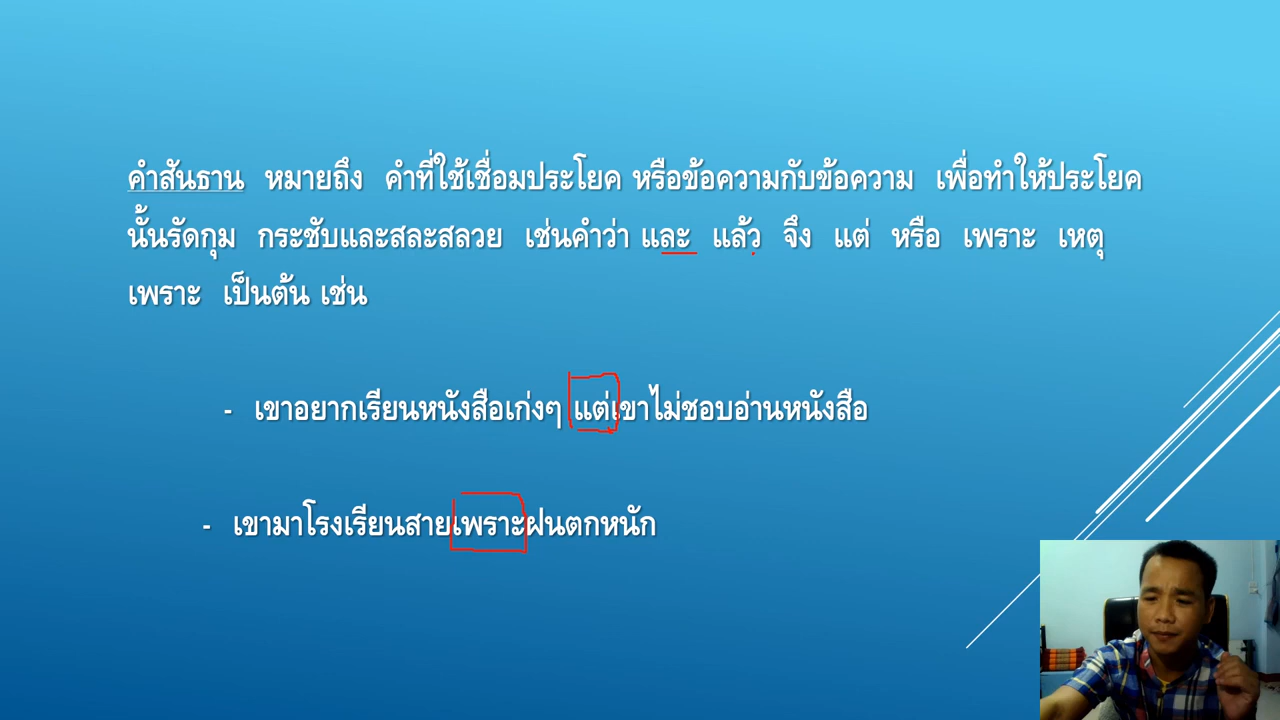 คำสันธาน หมายถึง คำที่ใช้เชื่อมประโยค หรือข้อความกับข้อความ เพื่อทำให้ประโยค
นั้นรัดกุม กระชับและสละสลวย เช่นคำว่า และ แล้ว จึง แต่ หรือ เพราะ เหตุ
เพราะ เป็นต้น เช่น
- เขาอยากเรียนหนังสือเก่งๆ แต่เขาไม่ชอบอ่านหนังสือ
- เขามาโรงเรียนสายเพราะฝนตกหนัก